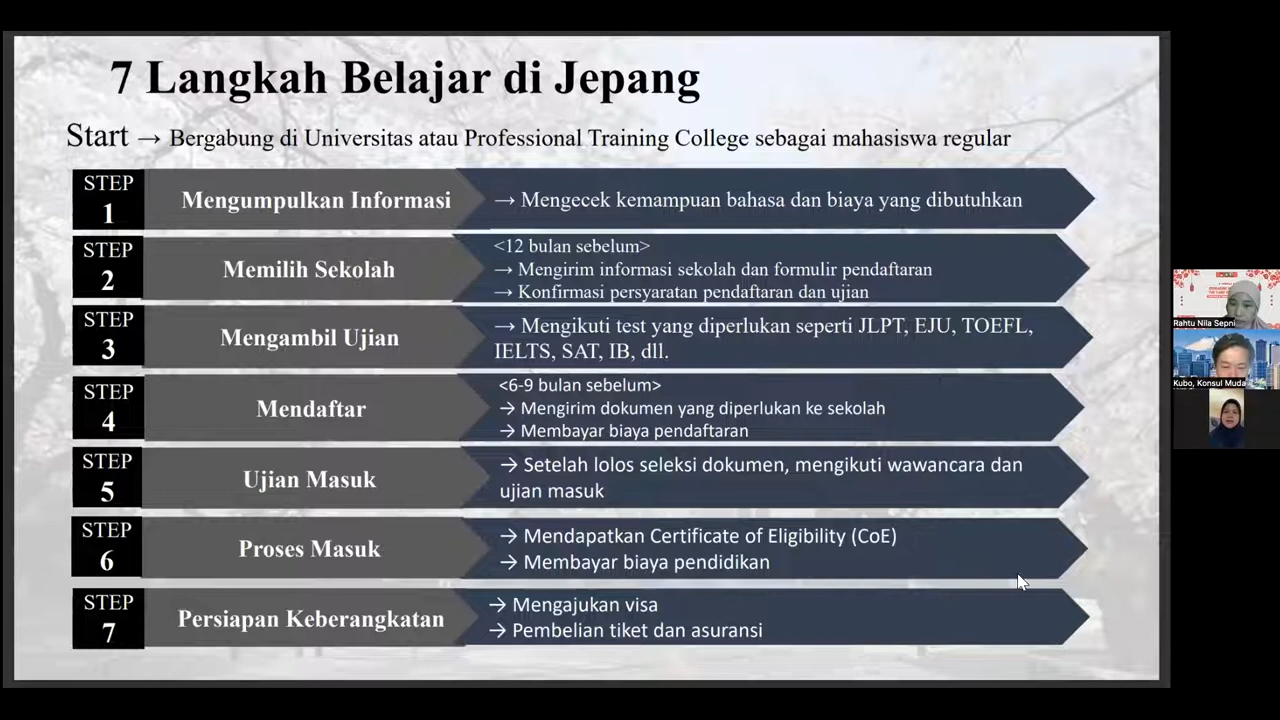 7 Langkah Belajar di Jepang
Start → Bergabung di Universitas atau Professional Training College sebagai mahasiswa regular
STEP
1
Mengumpulkan Informasi
→ Mengecek kemampuan bahasa dan biaya yang dibutuhkan
STEP
2
Memilih Sekolah
<12 bulan sebelum>
→ Mengirim informasi sekolah dan formulir pendaftaran
→ Konfirmasi persyaratan pendaftaran dan ujian
STEP
3
Mengambil Ujian
→ Mengikuti test yang diperlukan seperti JLPT, EJU, TOEFL,
IELTS, SAT, IB, dll.
STEP
4
Mendaftar
<6-9 bulan sebelum>
→ Mengirim dokumen yang diperlukan ke sekolah
→ Membayar biaya pendaftaran
STEP
5
Ujian Masuk
→ Setelah lolos seleksi dokumen, mengikuti wawancara dan
ujian masuk
STEP
6
Proses Masuk
→ Mendapatkan Certificate of Eligibility (CoE)
→ Membayar biaya pendidikan
STEP
7
Persiapan Keberangkatan
→ Mengajukan visa
→ Pembelian tiket dan asuransi
Rahtu Nila Sepni
Kubo, Konsul Muda